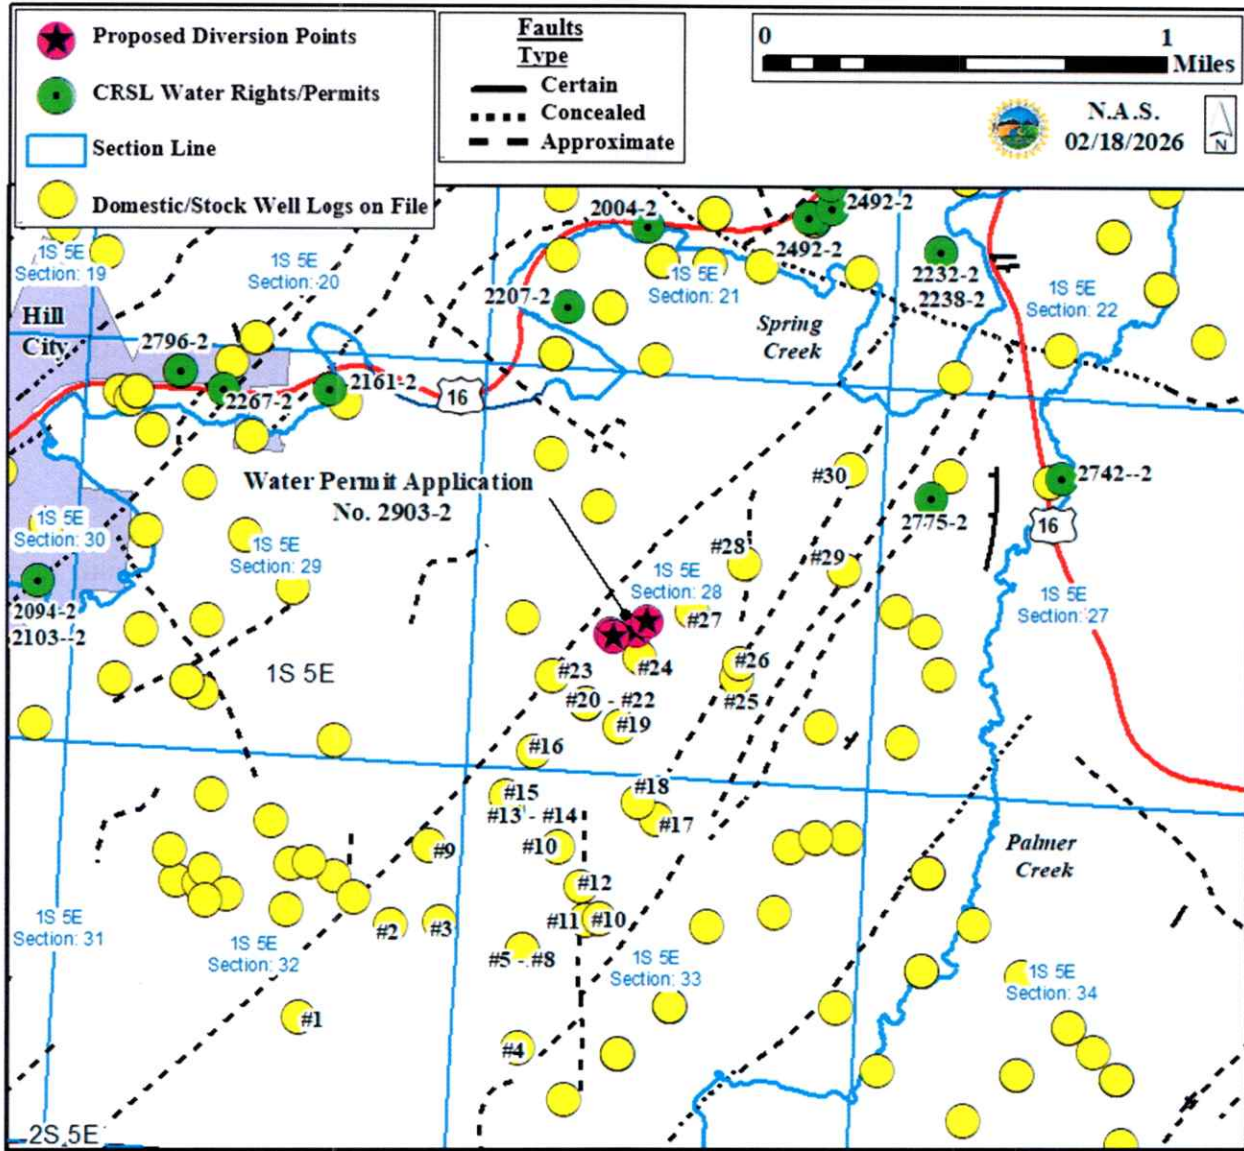 Proposed Diversion Points
CRSL Water Rights/Permits
Section Line
Domestic/Stock Well Logs on File
Faults
Type
Certain
Concealed
Approximate
0 1
Miles
N.A.S.
02/18/2026
N
1S 5E
Section: 19
1S 5E
Section: 20
2004-2
2492-2
2492-2
1S 5E
Section: 21
2232-2
2238-2
1S 5E
Section: 22
2207-2
Hill
City
Spring
Creek
2796-2
2267-2
2161-2
16
Water Permit Application
No. 2903-2
#30
2742--2
2775-2
16
1S 5E
Section: 30
1S 5E
Section: 29
#28
#29
1S 5E
Section: 28
1S 5E
Section: 27
2094-2
2103--2
#27
1S 5E
#23
#24
#26
#25
#20 - #22
#19
#16
#15
#13 - #14
#18
#17
#9
#10
Palmer
Creek
#12
#11
#10
#2
#3
1S 5E
Section: 31
1S 5E
Section: 32
#5 - #8
1S 5E
Section: 33
1S 5E
Section: 34
#1
#4
2S 5E